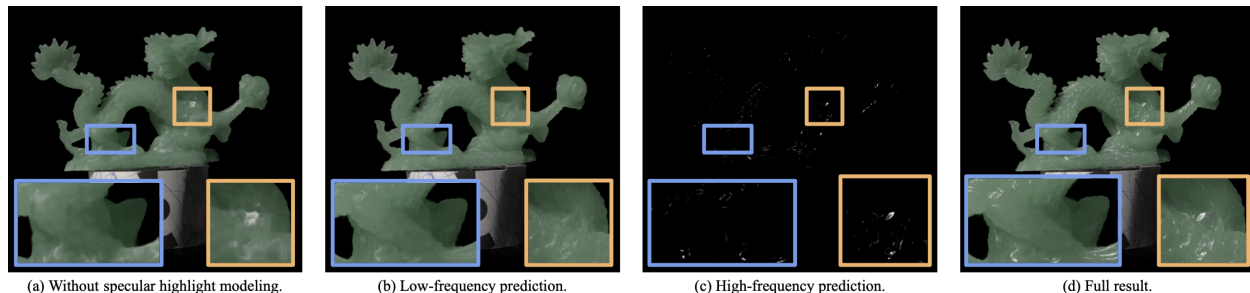 (a) Without specular highlight modeling.
(b) Low-frequency prediction.
(c) High-frequency prediction.
(d) Full result.